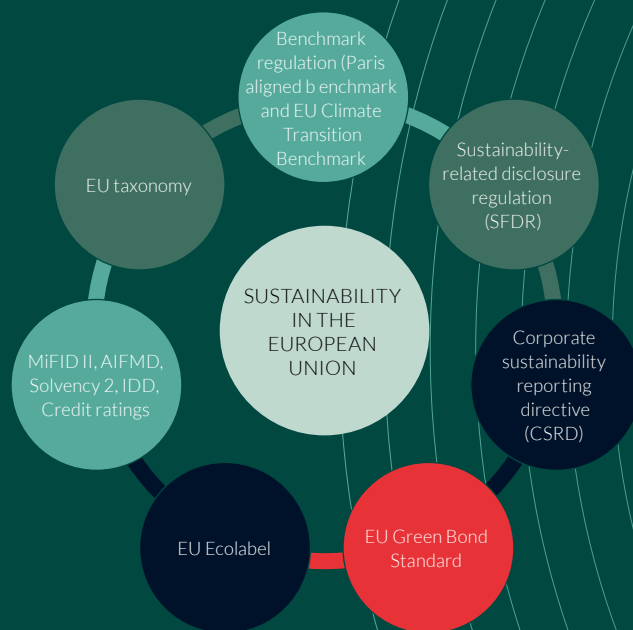 Benchmark
regulation (Paris
aligned b enchmark
and EU Climate
Transition
Benchmark
EU taxonomy
Sustainability-
related disclosure
regulation
(SFDR)
SUSTAINABILITY
IN THE
EUROPEAN
UNION
MiFID II, AIFMD,
Solvency 2, IDD,
Credit ratings
Corporate
sustainability
reporting
directive
(CSRD)
EU Ecolabel
EU Green Bond
Standard